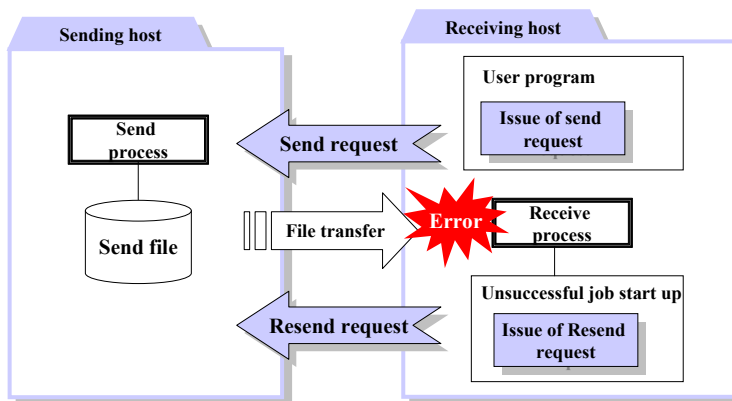 Sending host
Receiving host
User program
Issue of send
request
Send
process
Send request
Send file
File transfer
Error
Receive
process
Unsuccessful job start up
Resend request
Issue of Resend
request